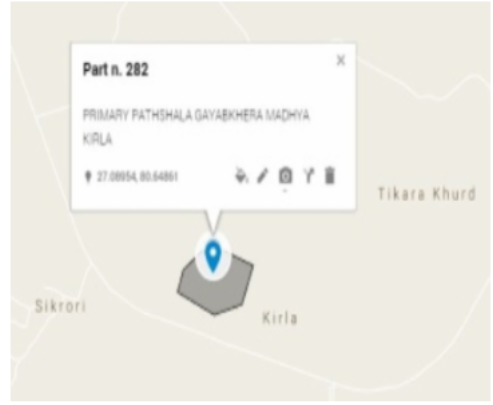 Part n. 282
PRIMARY PATHSHALA GAYABKHERA MADHYA
KIRLA
27.08954, 80.64861
Tikara Khurd
Sikrori
Kirla